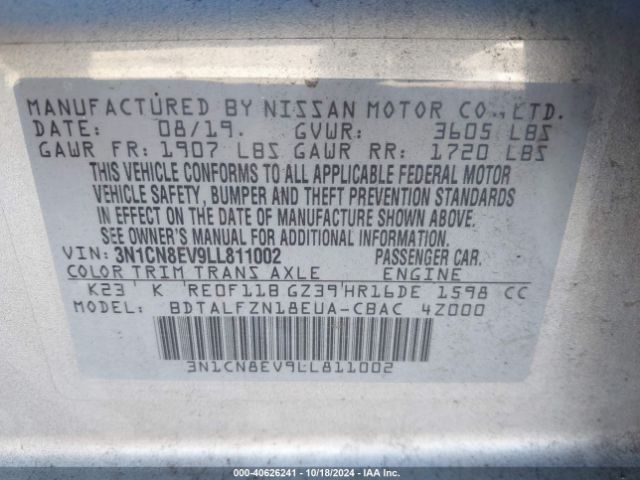 MANUFACTURED BY NISSAN MOTOR CO., LTD.
DATE: 08/19. GVWR: 3605 LBS
GAWR FR: 1907 LBS GAWR RR: 1720 LBS
THIS VEHICLE CONFORMS TO ALL APPLICABLE FEDERAL MOTOR
VEHICLE SAFETY, BUMPER AND THEFT PREVENTION STANDARDS
IN EFFECT ON THE DATE OF MANUFACTURE SHOWN ABOVE.
SEE OWNER'S MANUAL FOR ADDITIONAL INFORMATION.
VIN: 3N1CN8EV9LL811002 PASSENGER CAR.
COLOR TRIM TRANS AXLE ENGINE
K23 K RE0F11B GZ39 HR16DE 1598 CC
MODEL: BDTALFZN18EUA-CBAC 4Z000
3N1CN8EV9LL811002
000-40626241 - 10/18/2024 - IAA Inc.